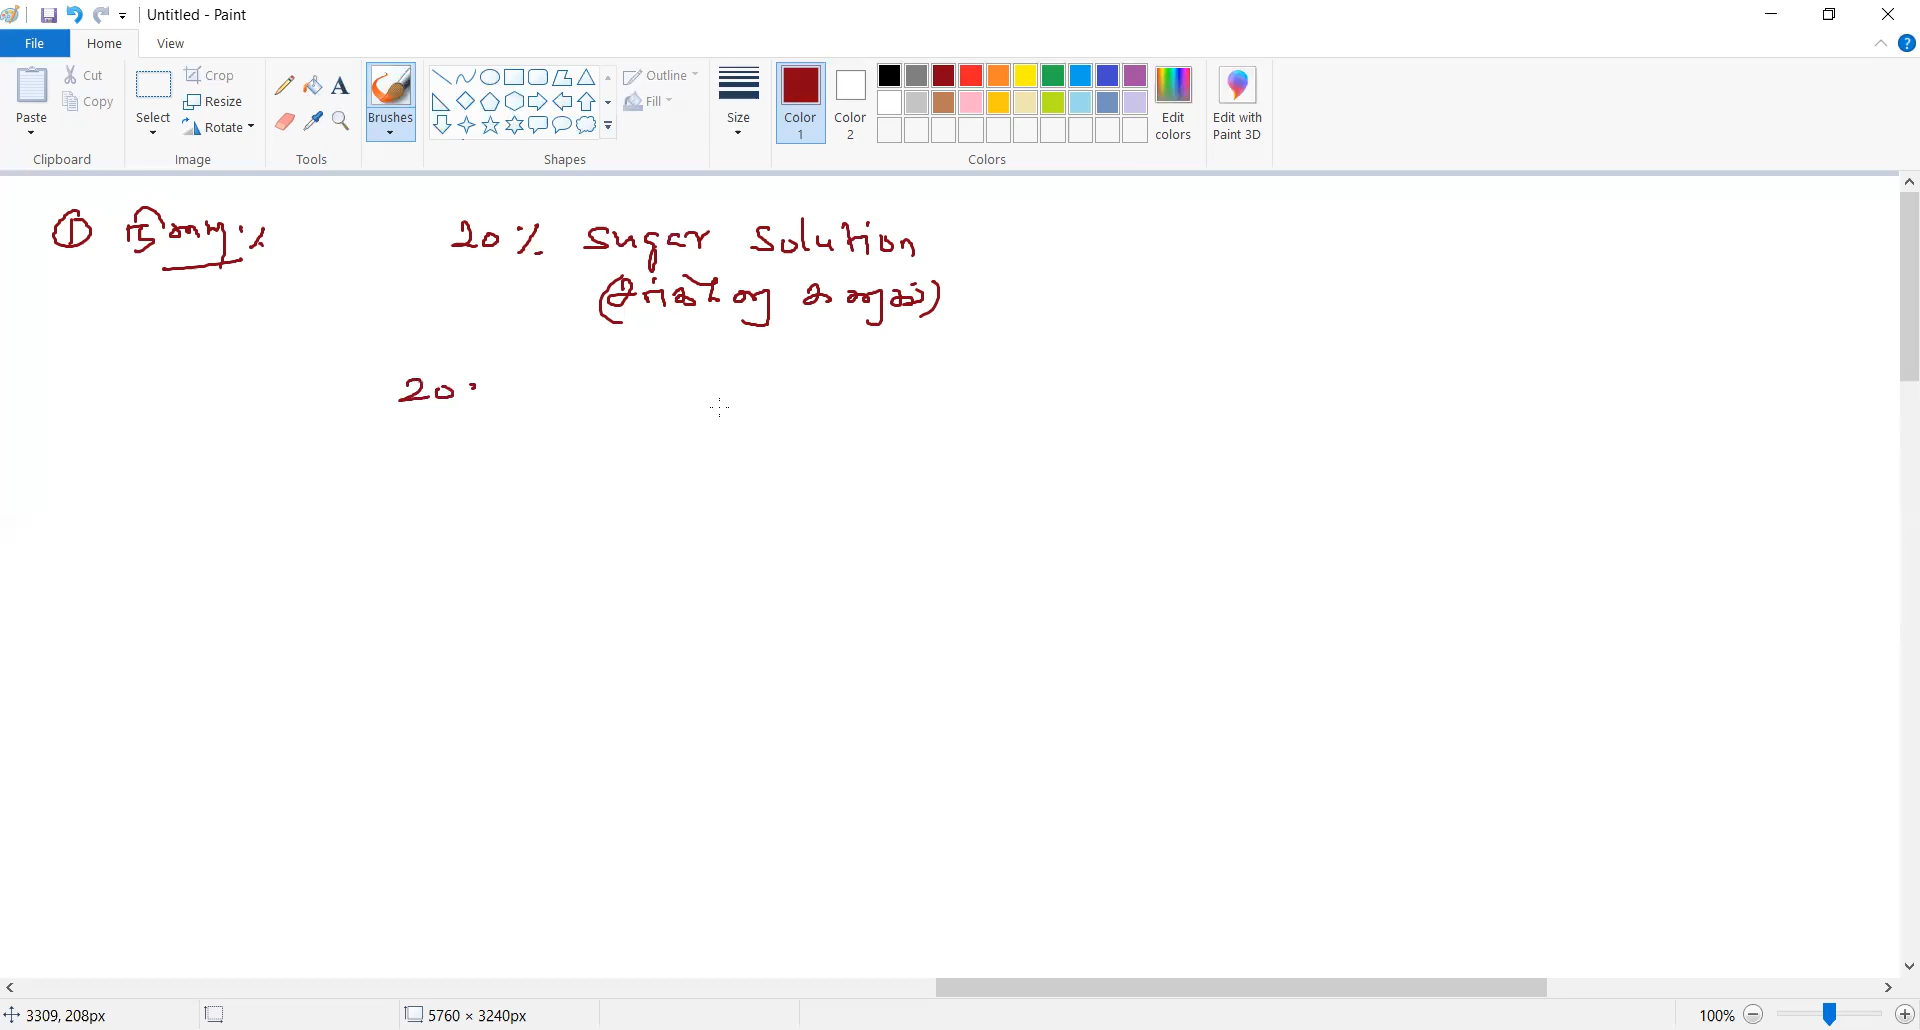 Untitled - Paint
File
Home
View
Paste
Cut
Copy
Clipboard
Select
Crop
Resize
Rotate
Image
Tools
Brushes
Shapes
Outline
Fill
Size
Color 1
Color 2
Edit colors
Edit with Paint 3D
Colors
①
20 % sugar solution
20
3309, 208px
5760 × 3240px
100%